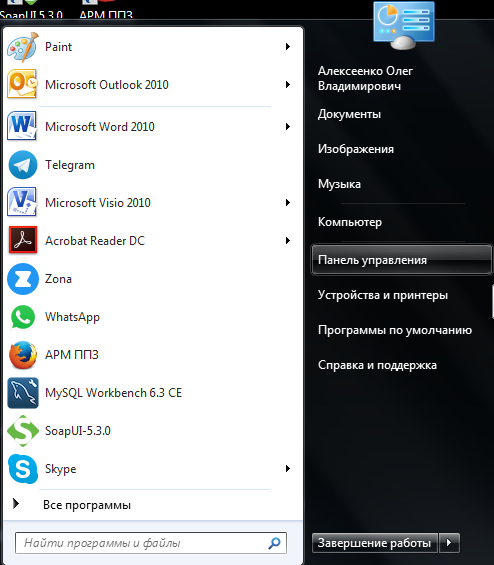 SoapUI 5.3.0 АРМ ППЗ
Paint
Microsoft Outlook 2010
Microsoft Word 2010
Telegram
Microsoft Visio 2010
Acrobat Reader DC
Zona
WhatsApp
АРМ ППЗ
MySQL Workbench 6.3 CE
SoapUI-5.3.0
Skype
Все программы
Найти программы и файлы
Алексеенко Олег
Владимирович
Документы
Изображения
Музыка
Компьютер
Панель управления
Устройства и принтеры
Программы по умолчанию
Справка и поддержка
Завершение работы